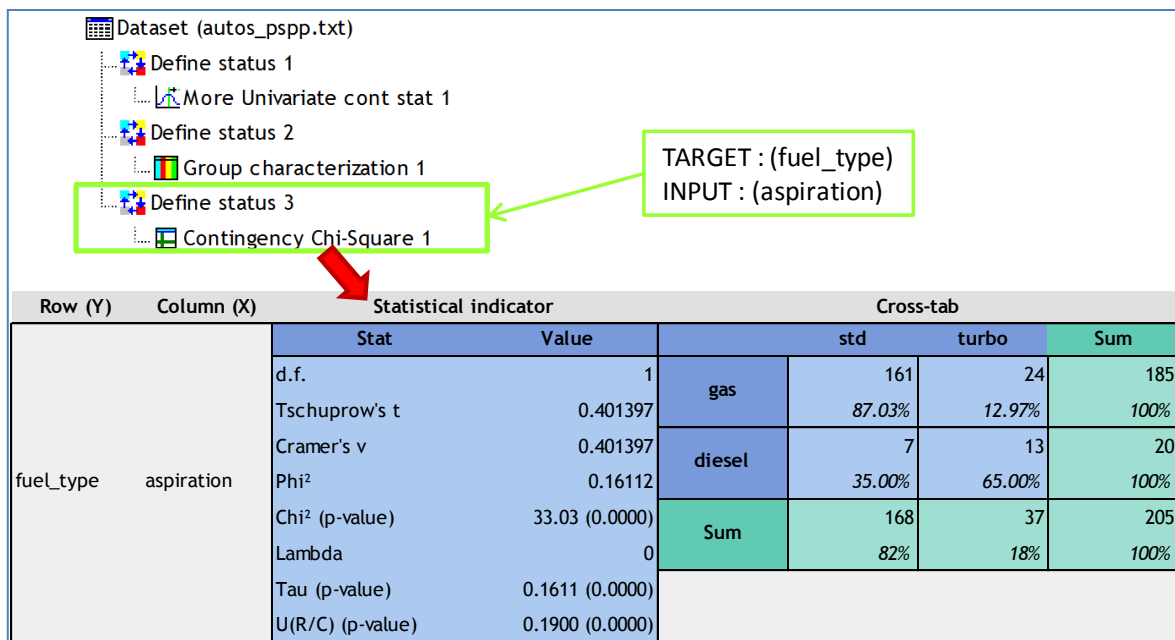 Dataset (autos_pspp.txt)
Define status 1
More Univariate cont stat 1
Define status 2
Group characterization 1
Define status 3
Contingency Chi-Square 1
TARGET : (fuel_type)
INPUT : (aspiration)
Row (Y) Column (X) Statistical indicator Cross-tab
Stat Value std turbo Sum
d.f. 1 gas 161 24 185
Tschuprow's t 0.401397 87.03% 12.97% 100%
Cramer's v 0.401397 diesel 7 13 20
fuel_type aspiration Phi² 0.16112 35.00% 65.00% 100%
Chi² (p-value) 33.03 (0.0000) Sum 168 37 205
Lambda 0 82% 18% 100%
Tau (p-value) 0.1611 (0.0000)
U(R/C) (p-value) 0.1900 (0.0000)